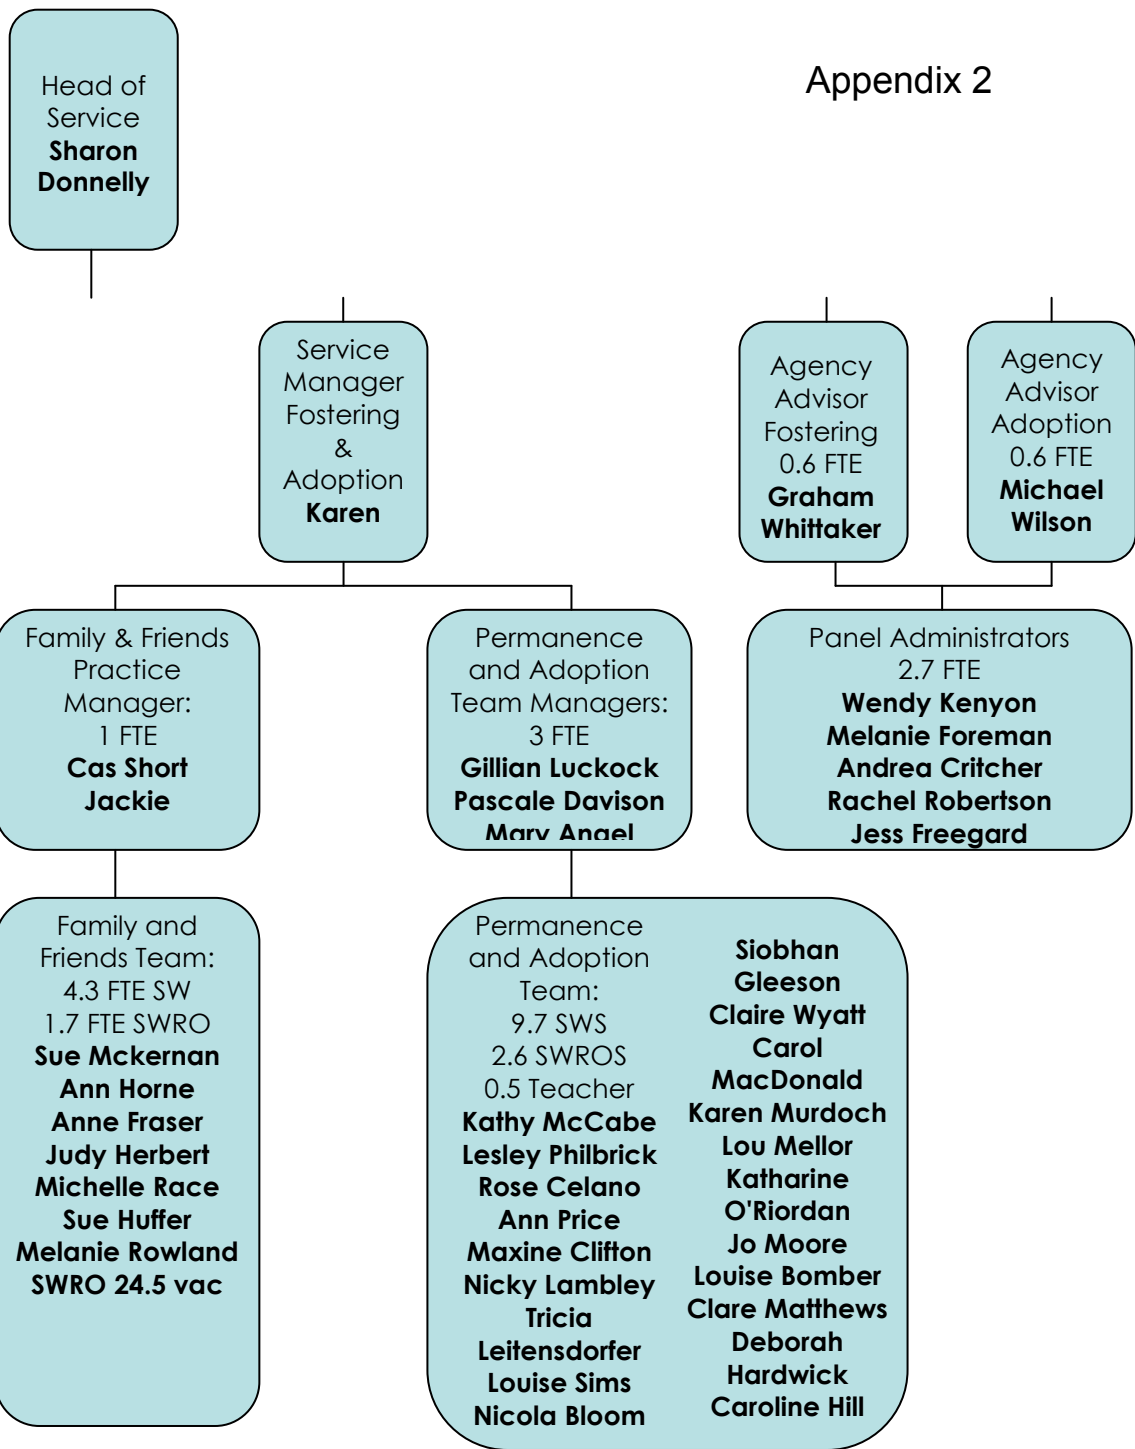 Appendix 2
Head of
Service
Sharon
Donnelly
Service
Manager
Fostering
&
Adoption
Karen
Agency
Advisor
Fostering
0.6 FTE
Graham
Whittaker
Agency
Advisor
Adoption
0.6 FTE
Michael
Wilson
Family & Friends
Practice
Manager:
1 FTE
Cas Short
Jackie
Permanence
and Adoption
Team Managers:
3 FTE
Gillian Luckock
Pascale Davison
Mary Angel
Panel Administrators
2.7 FTE
Wendy Kenyon
Melanie Foreman
Andrea Critcher
Rachel Robertson
Jess Freegard
Family and
Friends Team:
4.3 FTE SW
1.7 FTE SWRO
Sue Mckernan
Ann Horne
Anne Fraser
Judy Herbert
Michelle Race
Sue Huffer
Melanie Rowland
SWRO 24.5 vac
Permanence
and Adoption
Team:
9.7 SWS
2.6 SWROS
0.5 Teacher
Kathy McCabe
Lesley Philbrick
Rose Celano
Ann Price
Maxine Clifton
Nicky Lambley
Tricia
Leitensdorfer
Louise Sims
Nicola Bloom
Siobhan
Gleeson
Claire Wyatt
Carol
MacDonald
Karen Murdoch
Lou Mellor
Katharine
O'Riordan
Jo Moore
Louise Bomber
Clare Matthews
Deborah
Hardwick
Caroline Hill